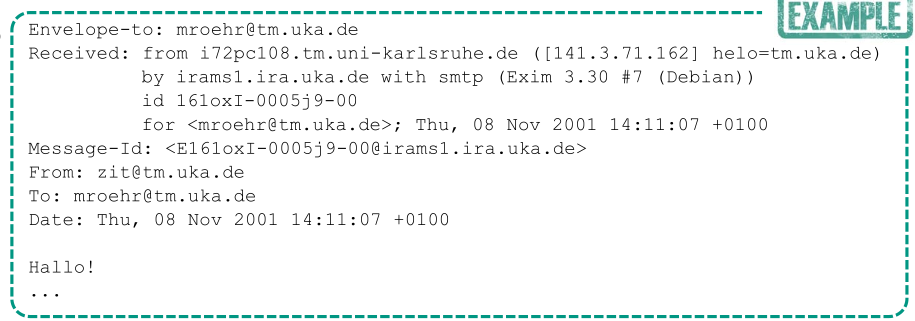 EXAMPLE
Envelope-to: mroehr@tm.uka.de
Received: from i72pc108.tm.uni-karlsruhe.de ([141.3.71.162] helo=tm.uka.de)
by irams1.ira.uka.de with smtp (Exim 3.30 #7 (Debian))
id 161oxI-0005j9-00
for <mroehr@tm.uka.de>; Thu, 08 Nov 2001 14:11:07 +0100
Message-Id: <E161oxI-0005j9-00@irams1.ira.uka.de>
From: zit@tm.uka.de
To: mroehr@tm.uka.de
Date: Thu, 08 Nov 2001 14:11:07 +0100

Hallo!
...